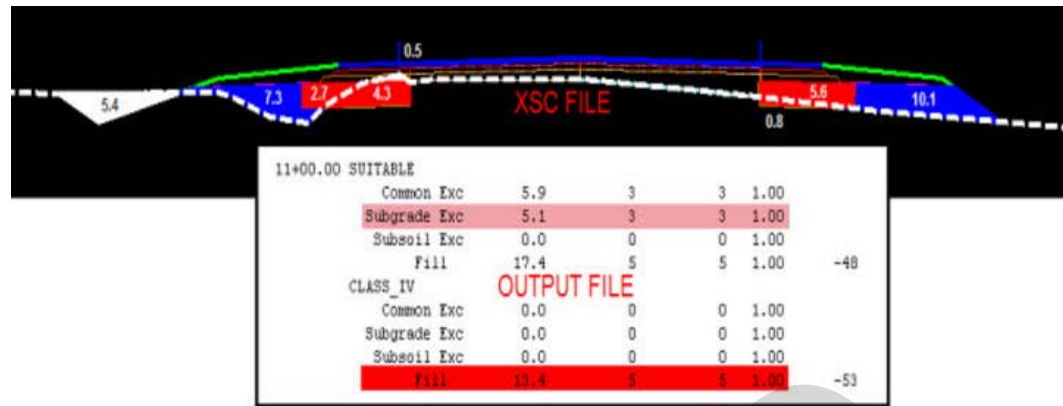 0.5
5.4 7.3 2.7 4.3 XSC FILE 5.6 10.1
0.8
11+00.00 SUITABLE
Common Exc 5.9 3 3 1.00
Subgrade Exc 5.1 3 3 1.00
Subsoil Exc 0.0 0 0 1.00
Fill 17.4 5 5 1.00 -48
CLASS_IV OUTPUT FILE
Common Exc 0.0 0 0 1.00
Subgrade Exc 0.0 0 0 1.00
Subsoil Exc 0.0 0 0 1.00
Fill 13.4 5 5 1.00 -53